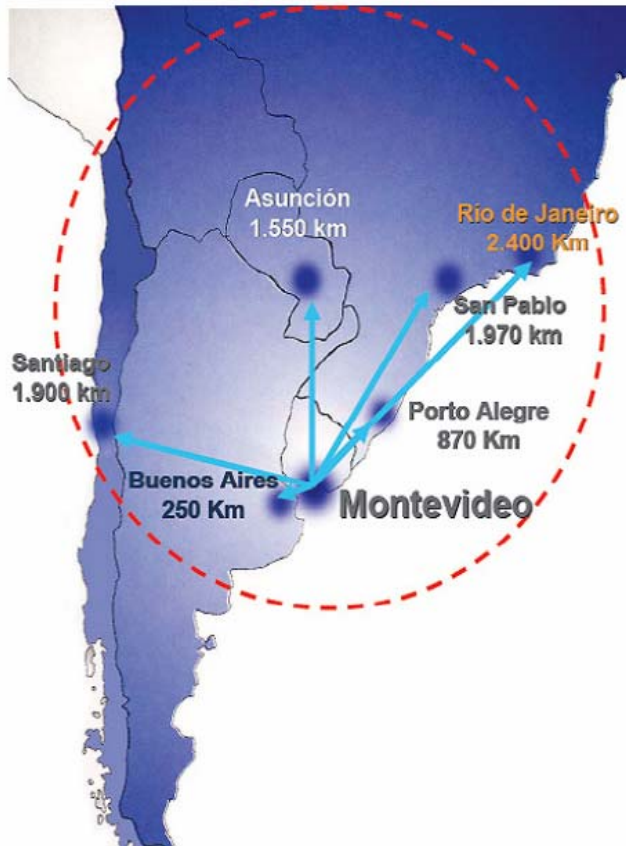 Asunción
1.550 km
Río de Janeiro
2.400 Km
San Pablo
1.970 km
Santiago
1.900 km
Porto Alegre
870 Km
Buenos Aires
250 Km
Montevideo